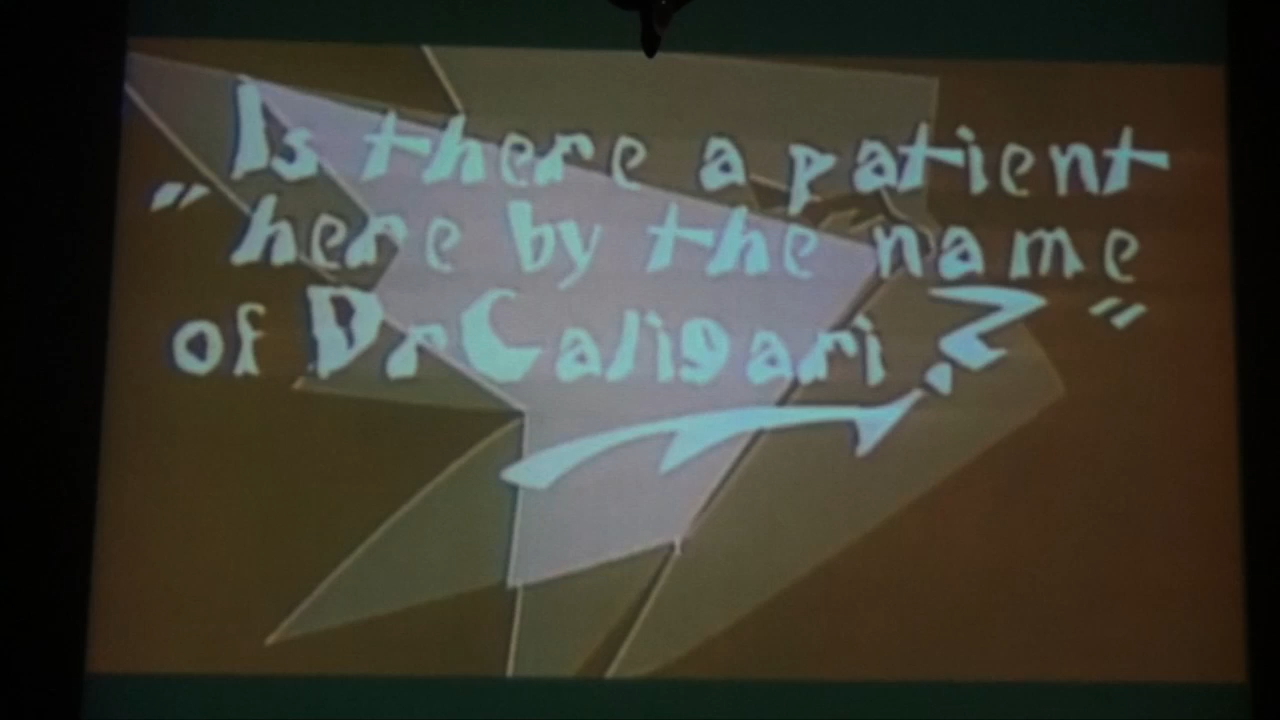 Is there a patient
" here by the name
of Dr Caligari ? "